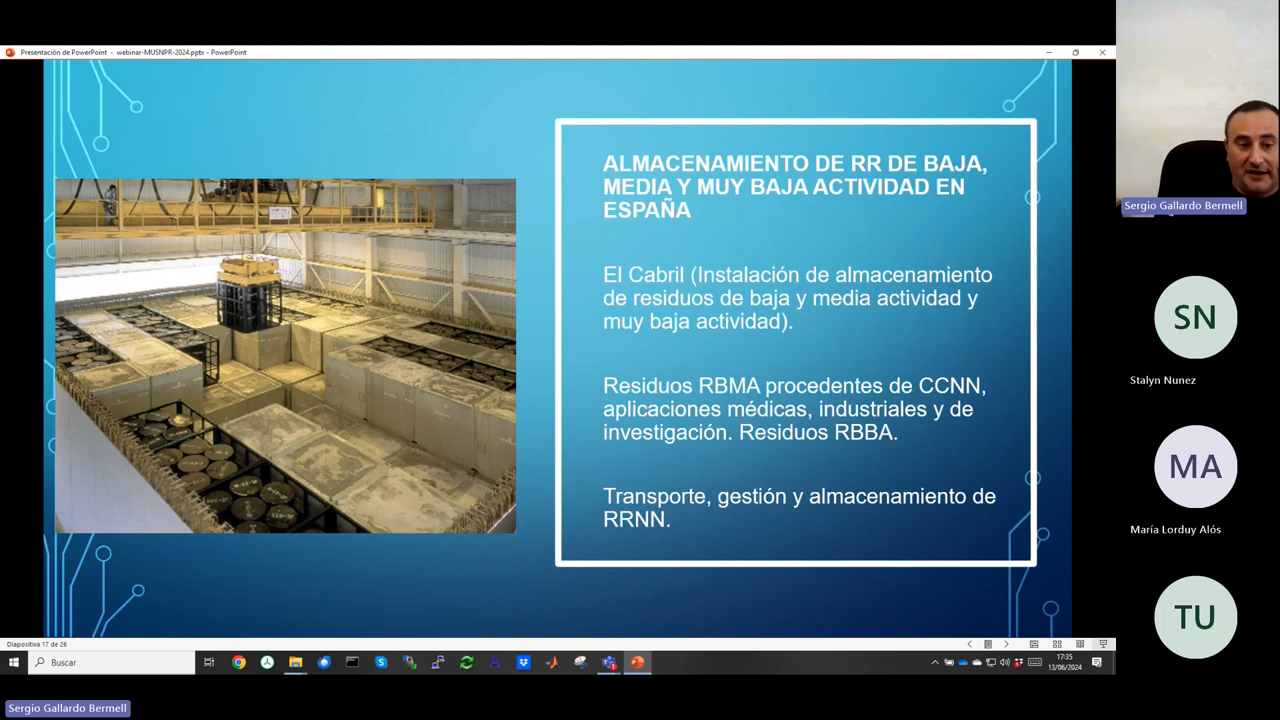 Presentación de PowerPoint - webinar-MUSNPR-2024.pptx - PowerPoint
ALMACENAMIENTO DE RR DE BAJA,
MEDIA Y MUY BAJA ACTIVIDAD EN
ESPAÑA
El Cabril (Instalación de almacenamiento
de residuos de baja y media actividad y
muy baja actividad).
Residuos RBMA procedentes de CCNN,
aplicaciones médicas, industriales y de
investigación. Residuos RBBA.
Transporte, gestión y almacenamiento de
RRNN.
Sergio Gallardo Bermell
SN
Stalyn Nunez
MA
María Lorduy Alós
TU
Diapositiva 17 de 26
Buscar
17:35
13/06/2024
Sergio Gallardo Bermell